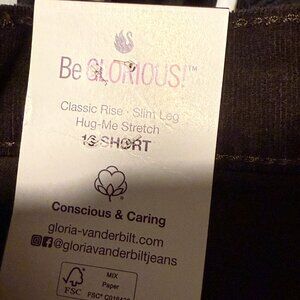 Be GLORIOUS!™
Classic Rise · Slim Leg
Hug-Me Stretch
16 SHORT
Conscious & Caring
gloria-vanderbilt.com
@gloriavanderbiltjeans
FSC
MIX
Paper
FSC®